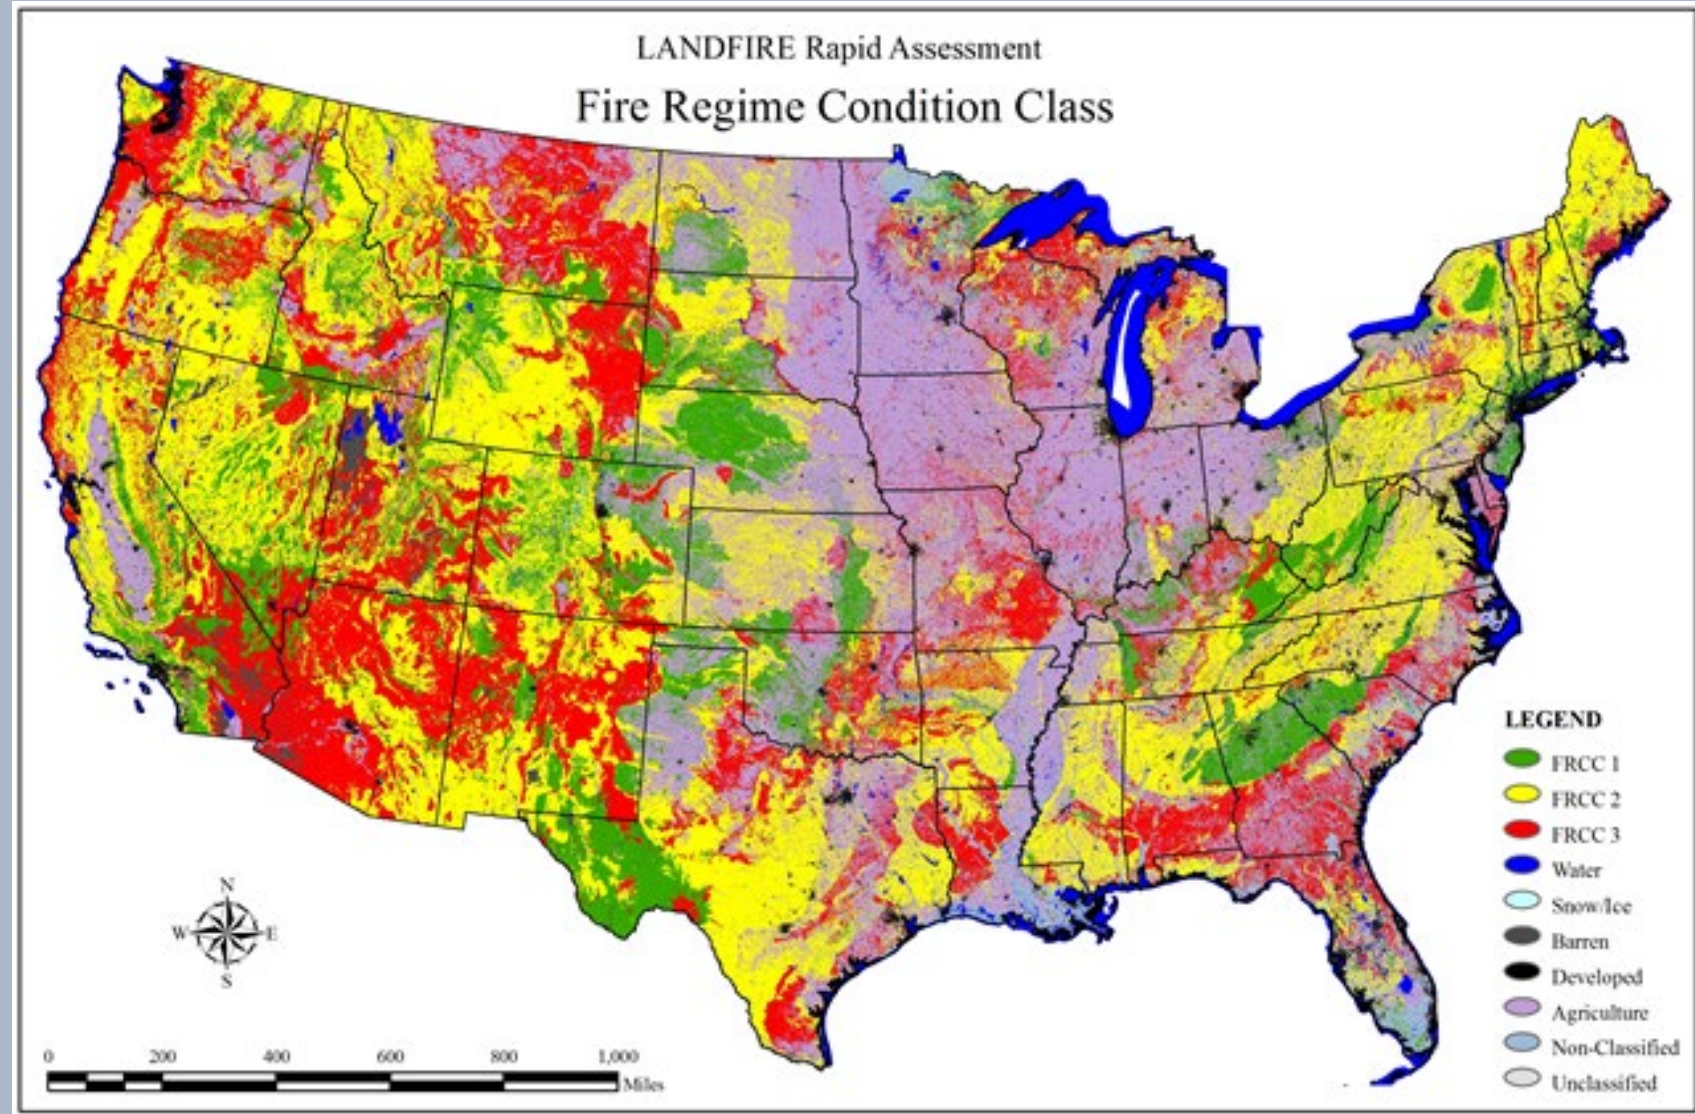 LANDFIRE Rapid Assessment
Fire Regime Condition Class
LEGEND
FRCC 1
FRCC 2
FRCC 3
Water
Snow/Ice
Barren
Developed
Agriculture
Non-Classified
Unclassified
N
W E
S
0 200 400 600 800 1,000
Miles